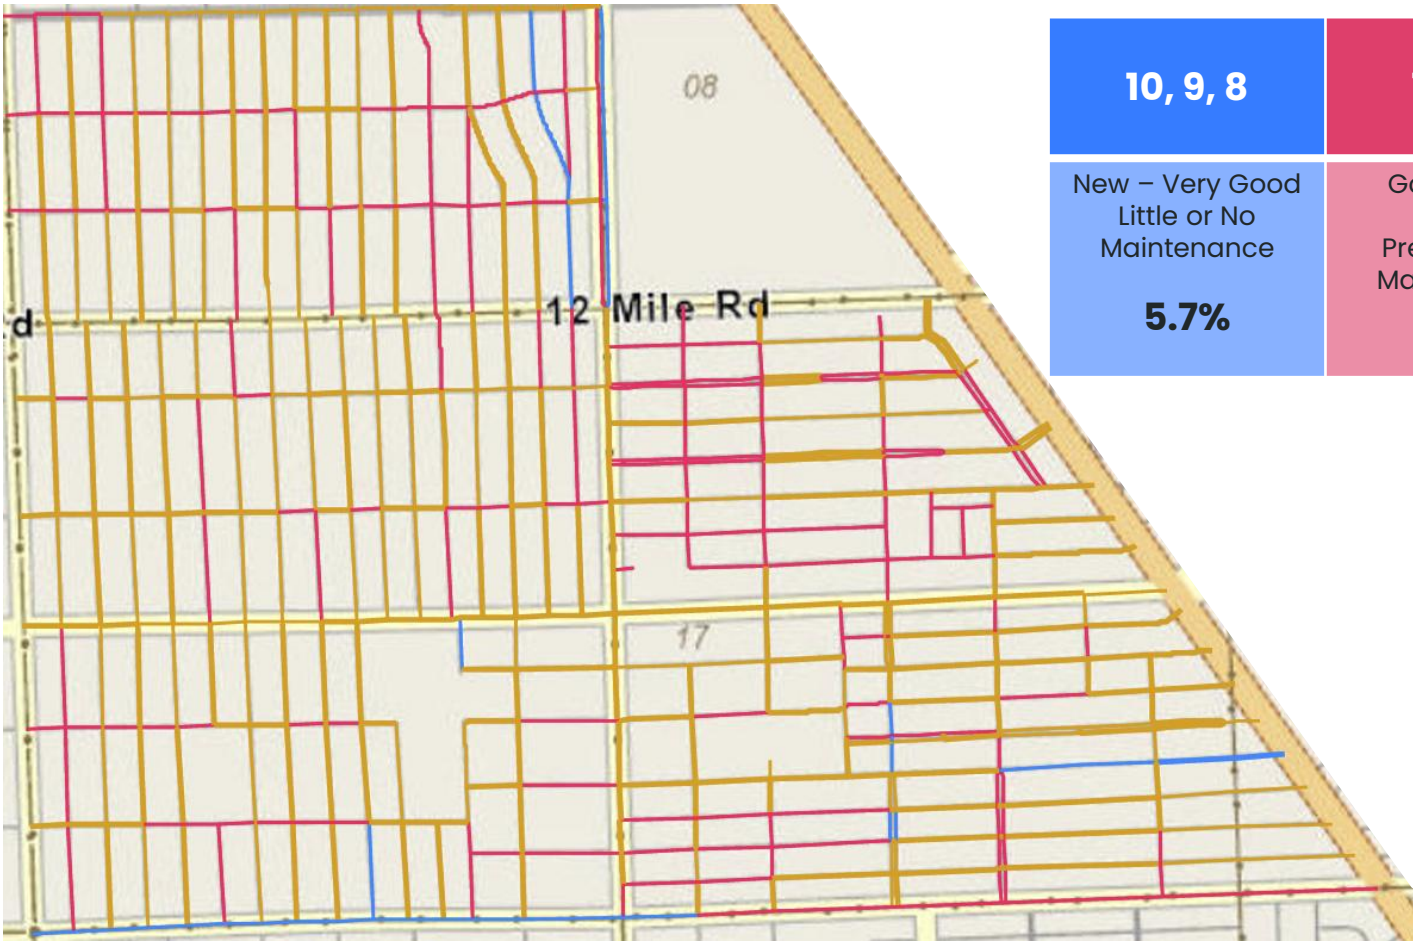 08
10, 9, 8
New – Very Good
Little or No
Maintenance
5.7%
d
12 Mile Rd
17